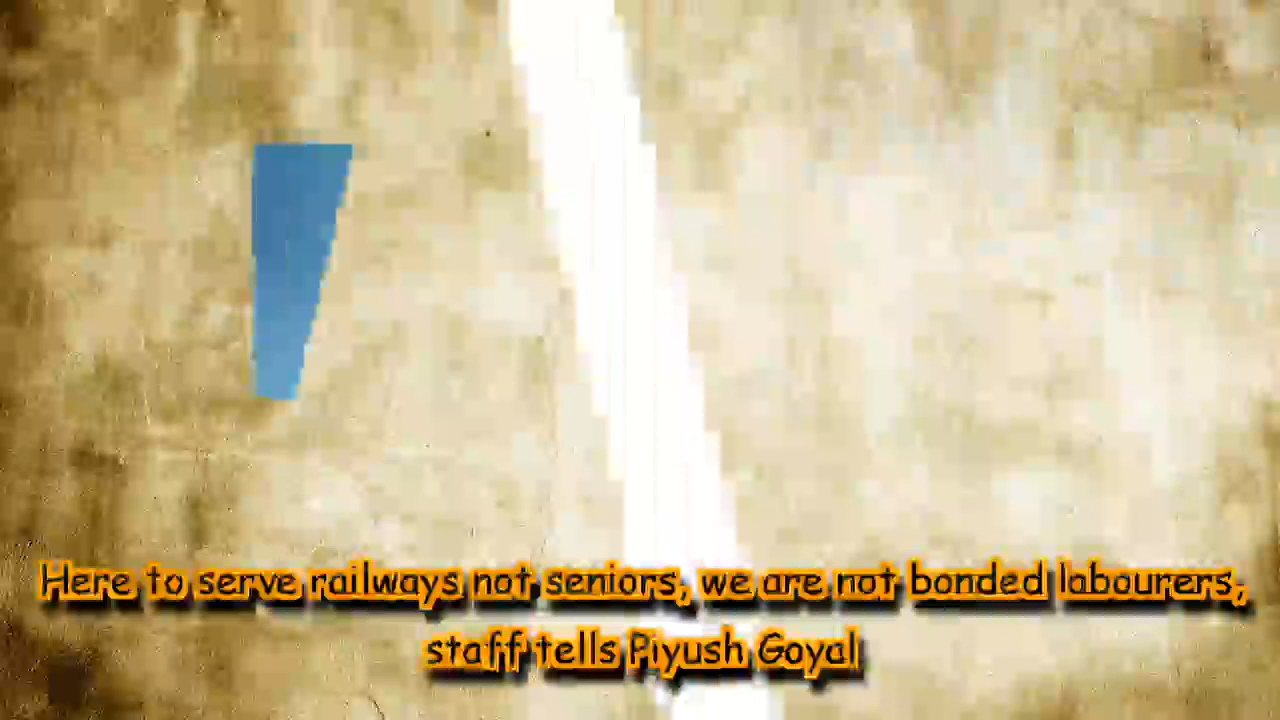 Here to serve railways not seniors, we are not bonded labourers,
staff tells Piyush Goyal